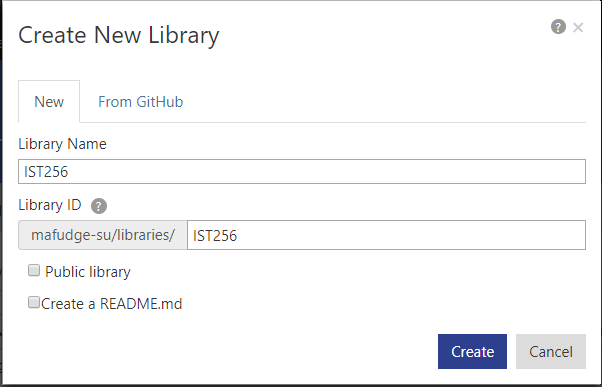 Create New Library
? ×
New
From GitHub
Library Name
IST256
Library ID ?
mafudge-su/libraries/ IST256
Public library
Create a README.md
Create Cancel